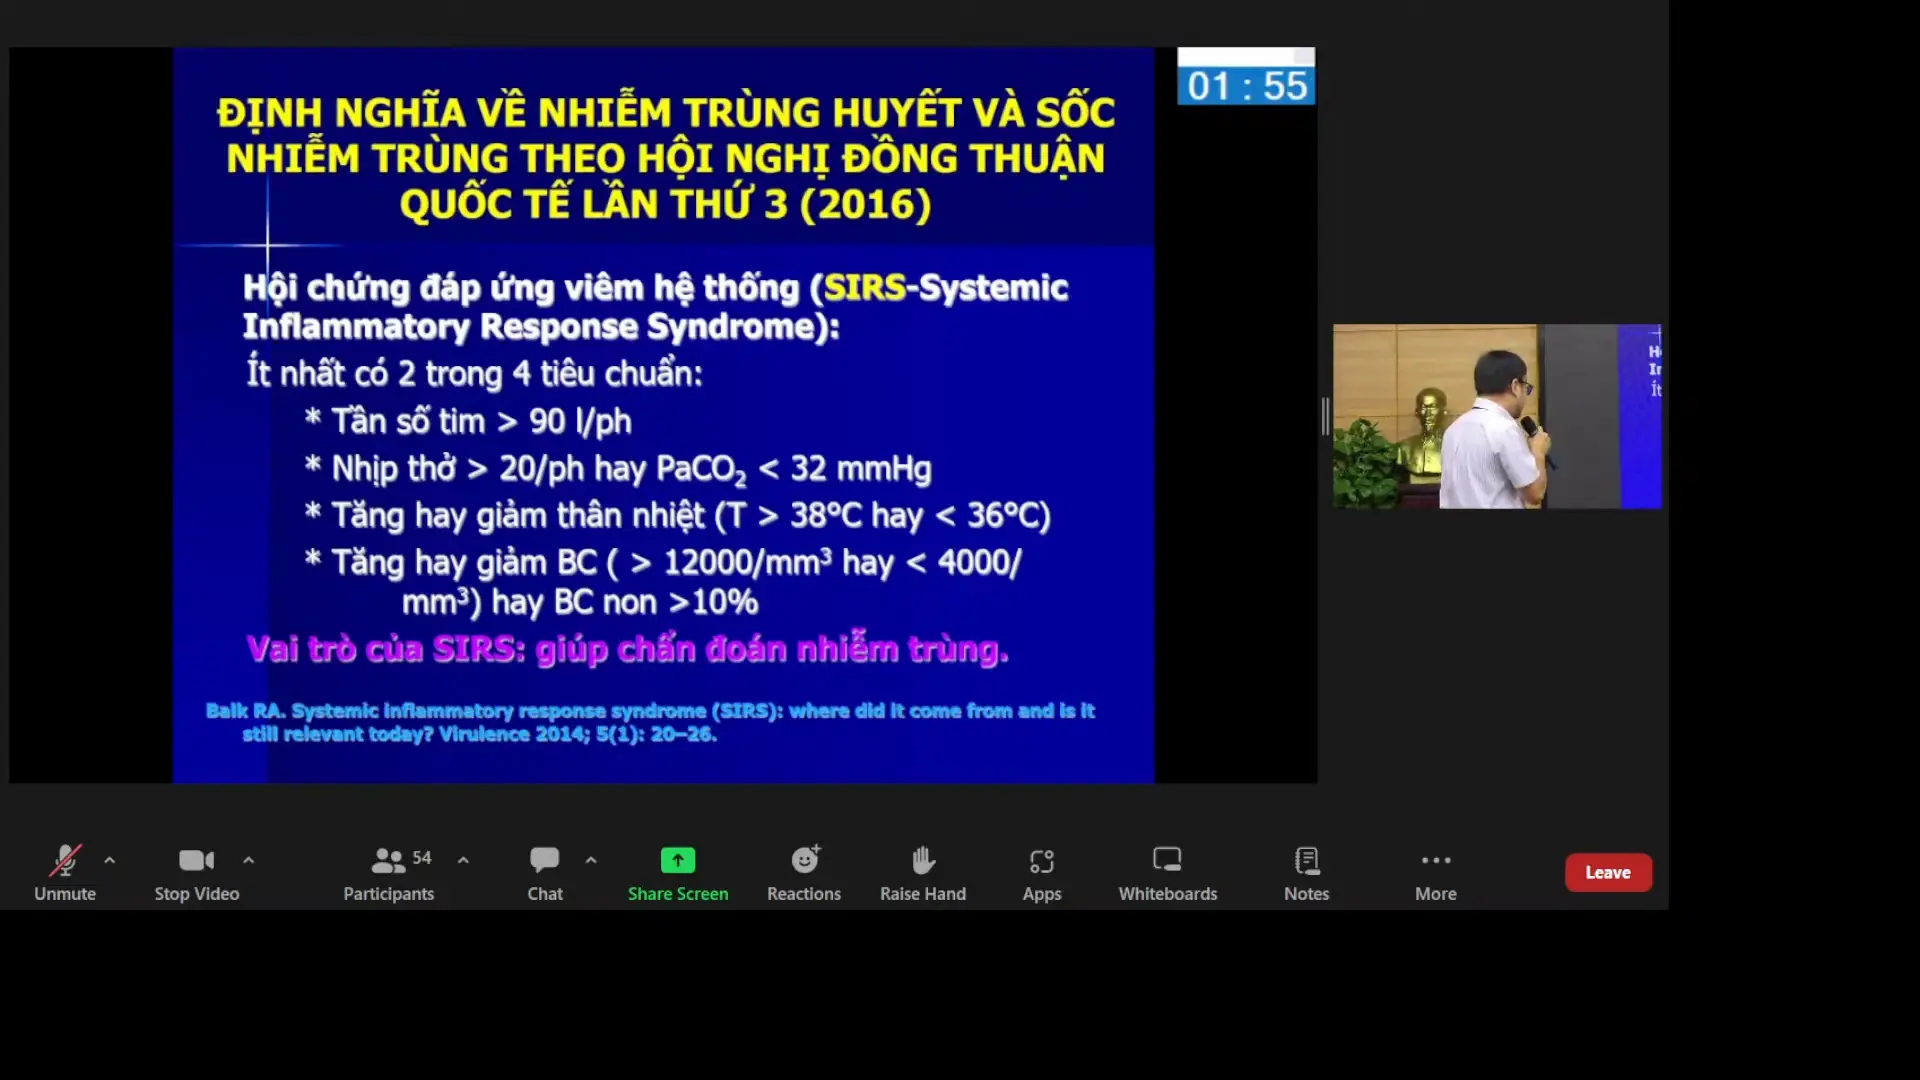 ĐỊNH NGHĨA VỀ NHIỄM TRÙNG HUYẾT VÀ SỐC
NHIỄM TRÙNG THEO HỘI NGHỊ ĐỒNG THUẬN
QUỐC TẾ LẦN THỨ 3 (2016)
01 : 55
Hội chứng đáp ứng viêm hệ thống (SIRS-Systemic
Inflammatory Response Syndrome):
Ít nhất có 2 trong 4 tiêu chuẩn:
* Tần số tim > 90 l/ph
* Nhịp thở > 20/ph hay PaCO₂ < 32 mmHg
* Tăng hay giảm thân nhiệt (T > 38°C hay < 36°C)
* Tăng hay giảm BC ( > 12000/mm³ hay < 4000/
mm³) hay BC non >10%
Vai trò của SIRS: giúp chẩn đoán nhiễm trùng.
Balk RA. Systemic inflammatory response syndrome (SIRS): where did it come from and is it
still relevant today? Virulence 2014; 5(1): 20–26.
Unmute
Stop Video
54
Participants
Chat
Share Screen
Reactions
Raise Hand
Apps
Whiteboards
Notes
More
Leave